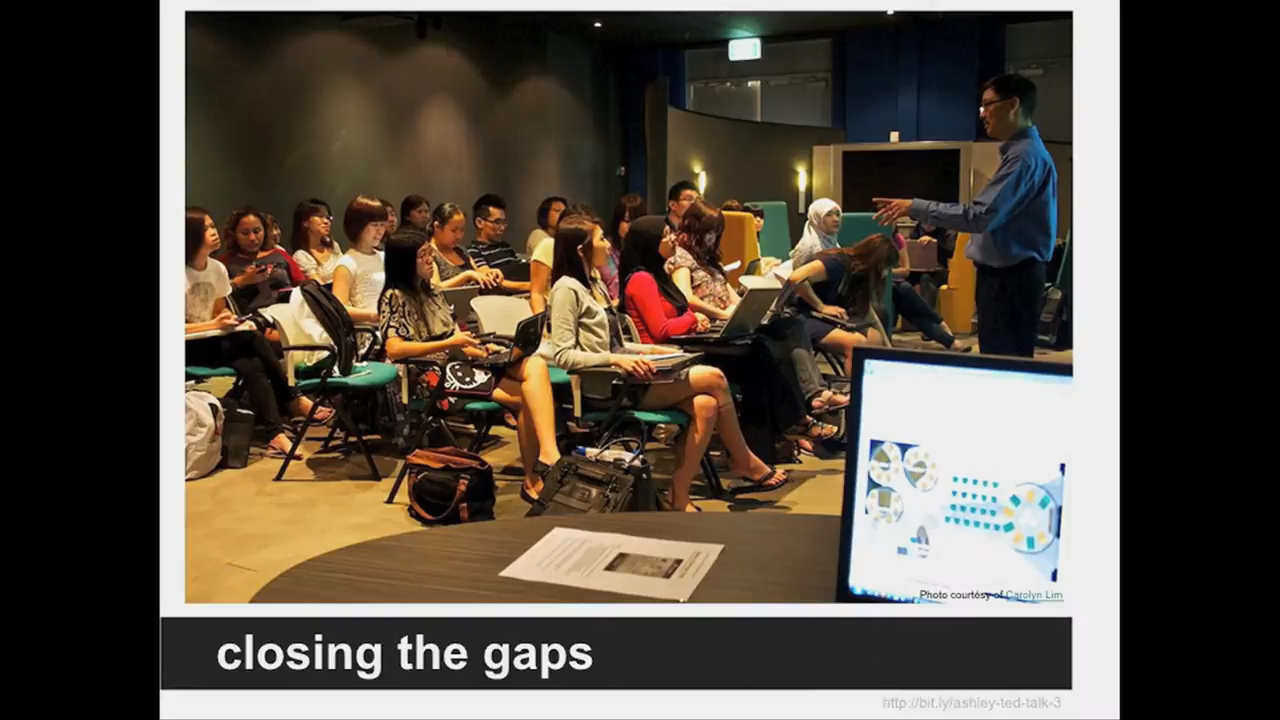 Photo courtesy of Carolyn Lim
closing the gaps
http://bit.ly/ashley-ted-talk-3